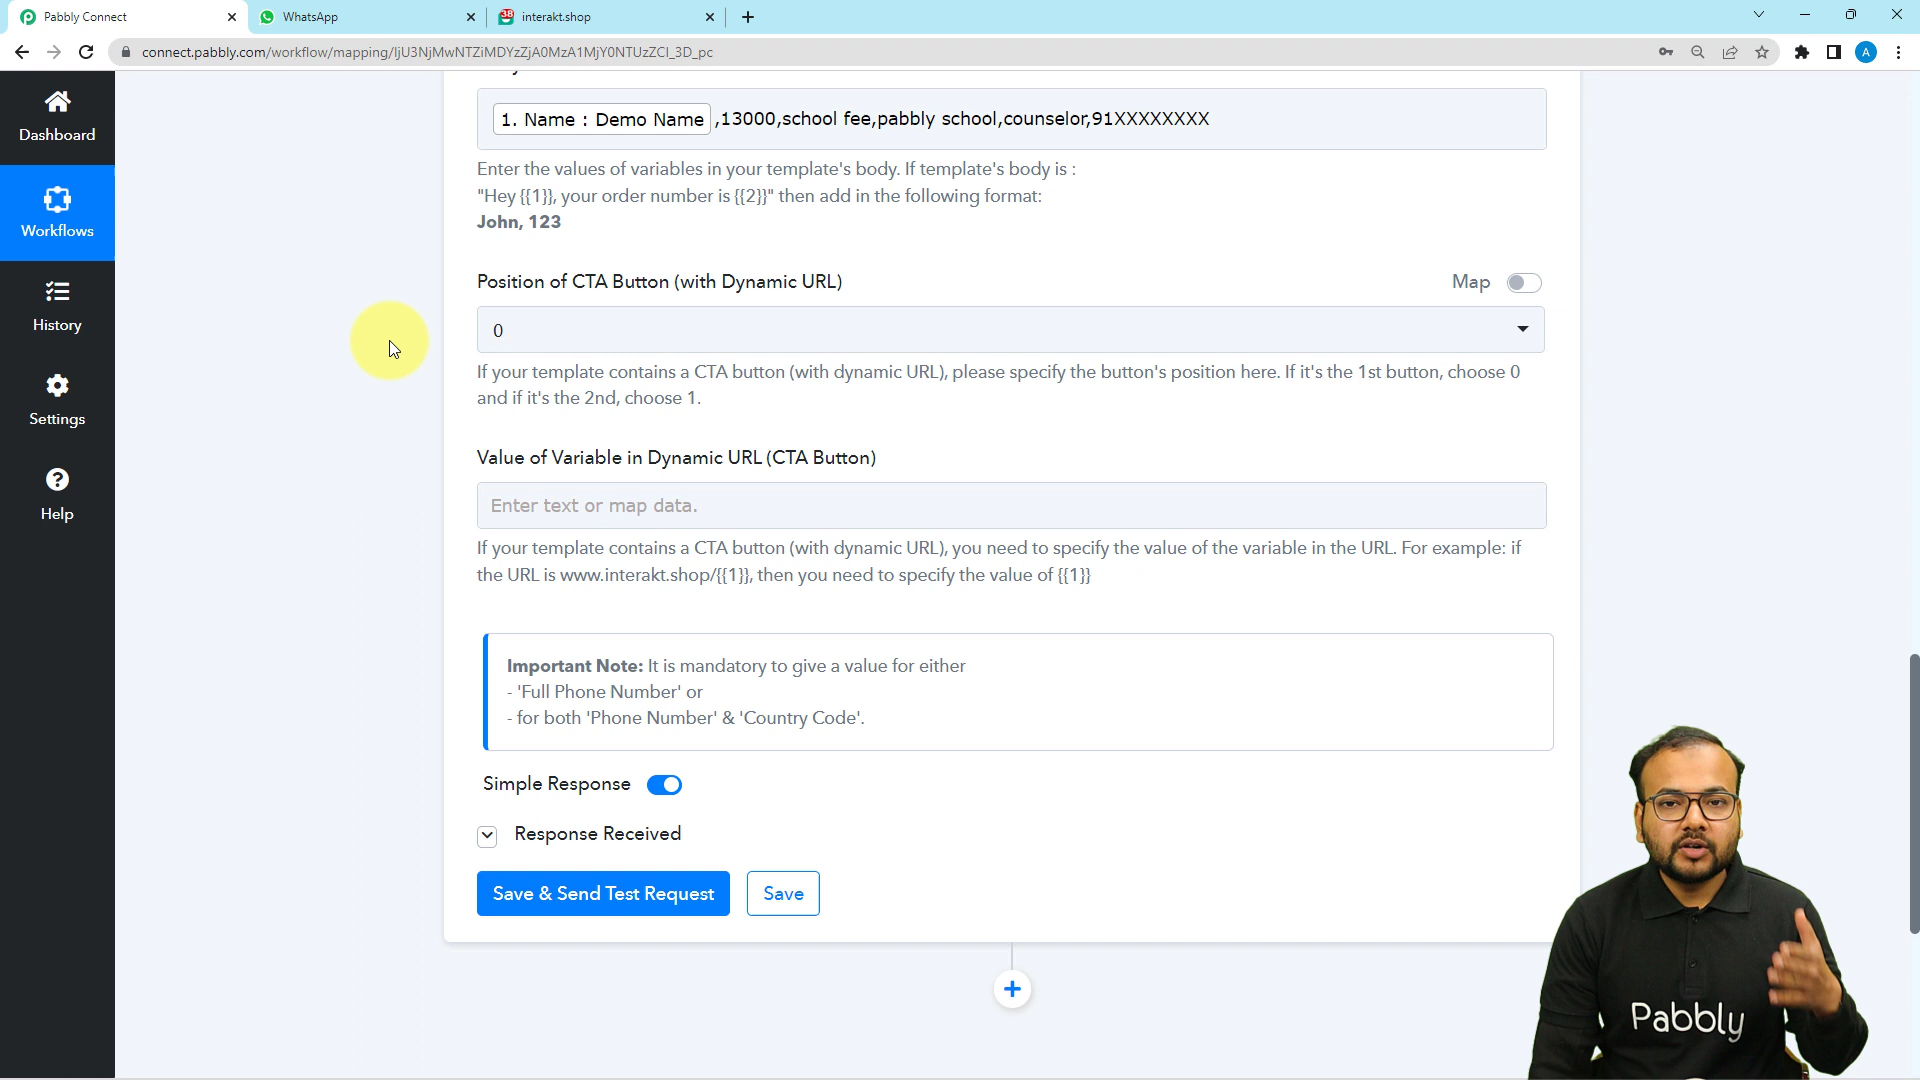 Pabbly Connect
WhatsApp
38
interakt.shop
connect.pabbly.com/workflow/mapping/
A
Dashboard
Workflows
History
Settings
Help
1. Name : Demo Name ,13000,school fee,pabbly school,counselor,91XXXXXXXX
Enter the values of variables in your template's body. If template's body is :
"Hey {{1}}, your order number is {{2}}" then add in the following format:
John, 123
Position of CTA Button (with Dynamic URL)
Map
0
If your template contains a CTA button (with dynamic URL), please specify the button's position here. If it's the 1st button, choose 0
and if it's the 2nd, choose 1.
Value of Variable in Dynamic URL (CTA Button)
Enter text or map data.
If your template contains a CTA button (with dynamic URL), you need to specify the value of the variable in the URL. For example: if
the URL is www.interakt.shop/{{1}}, then you need to specify the value of {{1}}
Important Note: It is mandatory to give a value for either
- 'Full Phone Number' or
- for both 'Phone Number' & 'Country Code'.
Simple Response
Response Received
Save & Send Test Request
Save
Pabbly